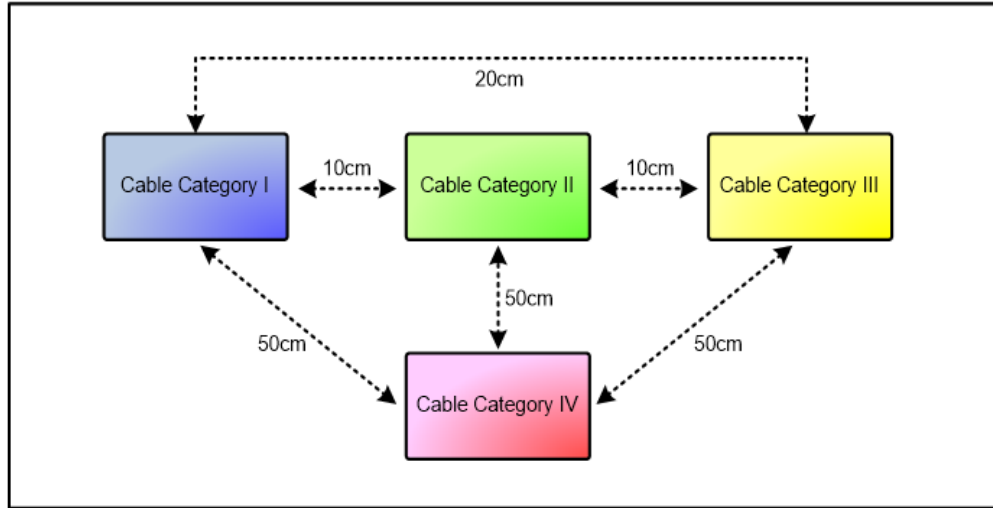 20cm
Cable Category I
10cm
Cable Category II
10cm
Cable Category III
50cm
50cm
50cm
Cable Category IV